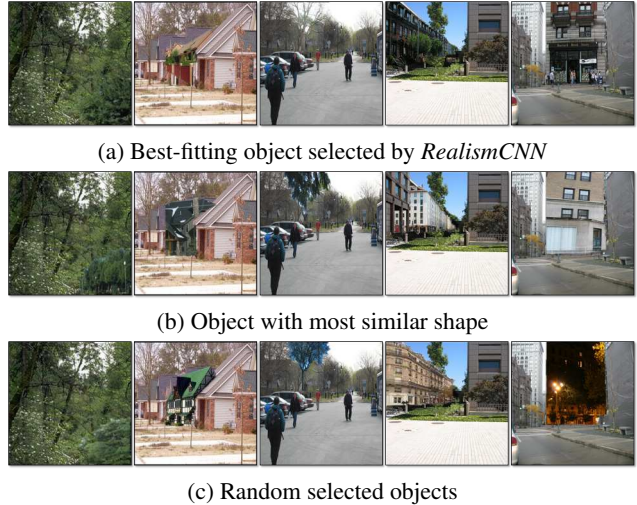 (a) Best-fitting object selected by RealismCNN
(b) Object with most similar shape
(c) Random selected objects